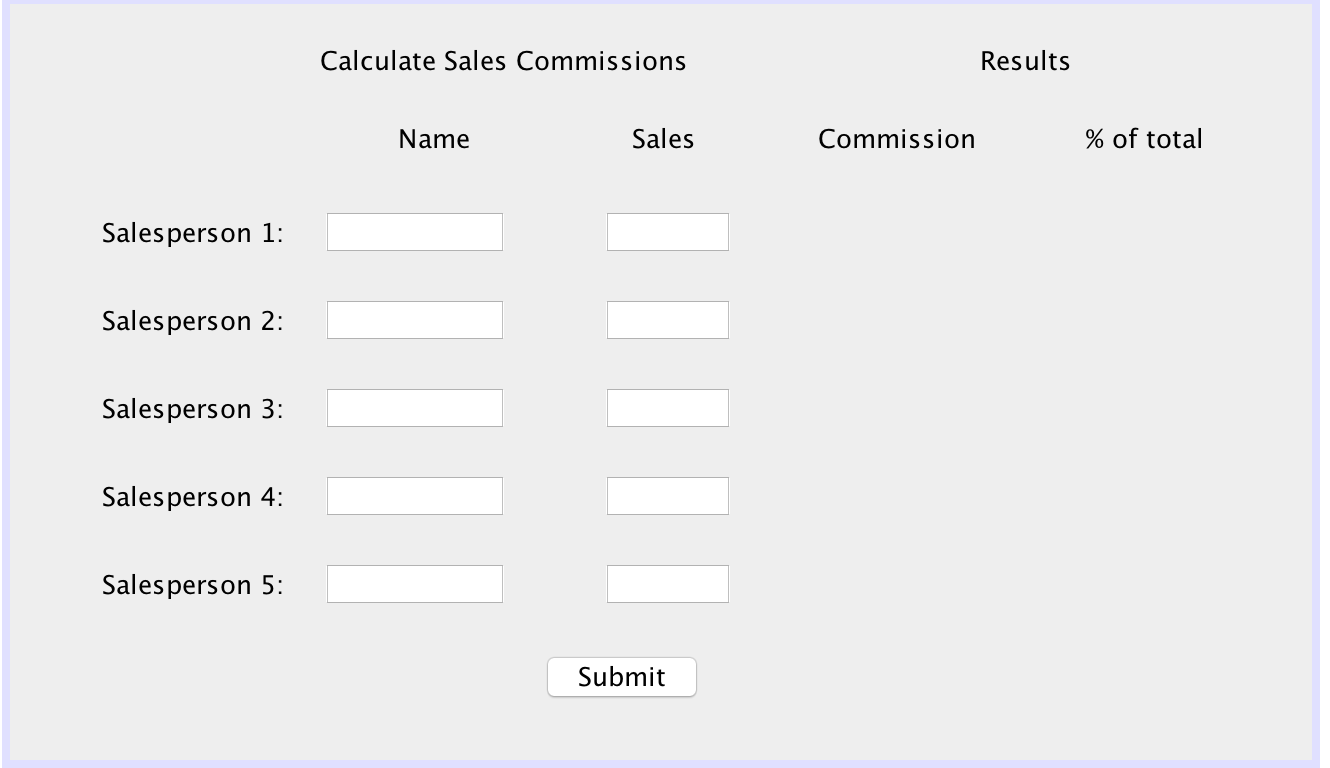 Calculate Sales Commissions Results
Name Sales Commission % of total
Salesperson 1:
Salesperson 2:
Salesperson 3:
Salesperson 4:
Salesperson 5:
Submit